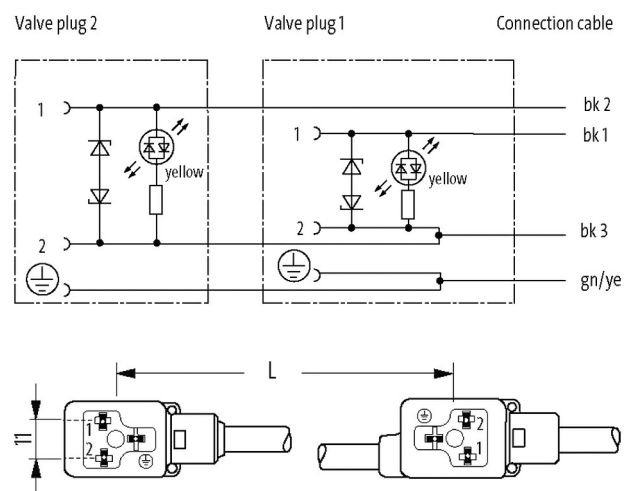 Valve plug 2 Valve plug 1 Connection cable
1 bk 2
1 bk 1
yellow yellow
2 bk 3
2
gn/ye
L
11
1 2
2 1